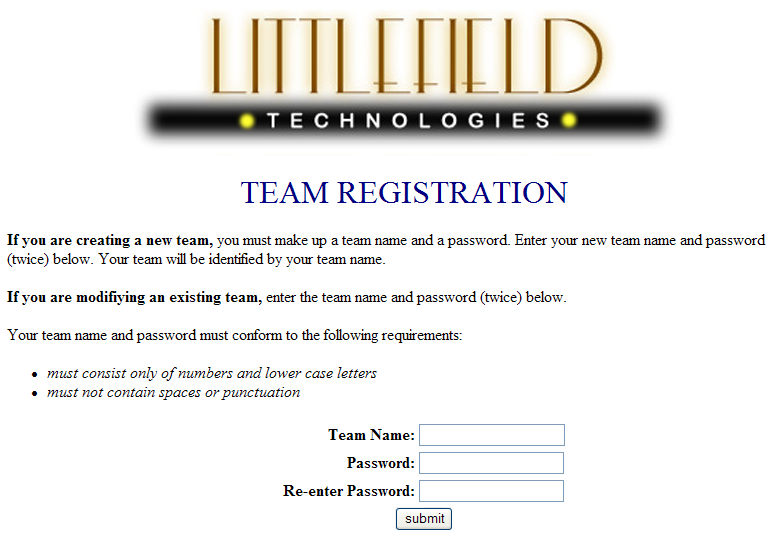 LITTLEFIELD
TECHNOLOGIES
TEAM REGISTRATION
If you are creating a new team, you must make up a team name and a password. Enter your new team name and password
(twice) below. Your team will be identified by your team name.
If you are modifiying an existing team, enter the team name and password (twice) below.
Your team name and password must conform to the following requirements:
• must consist only of numbers and lower case letters
• must not contain spaces or punctuation
Team Name:
Password:
Re-enter Password:
submit